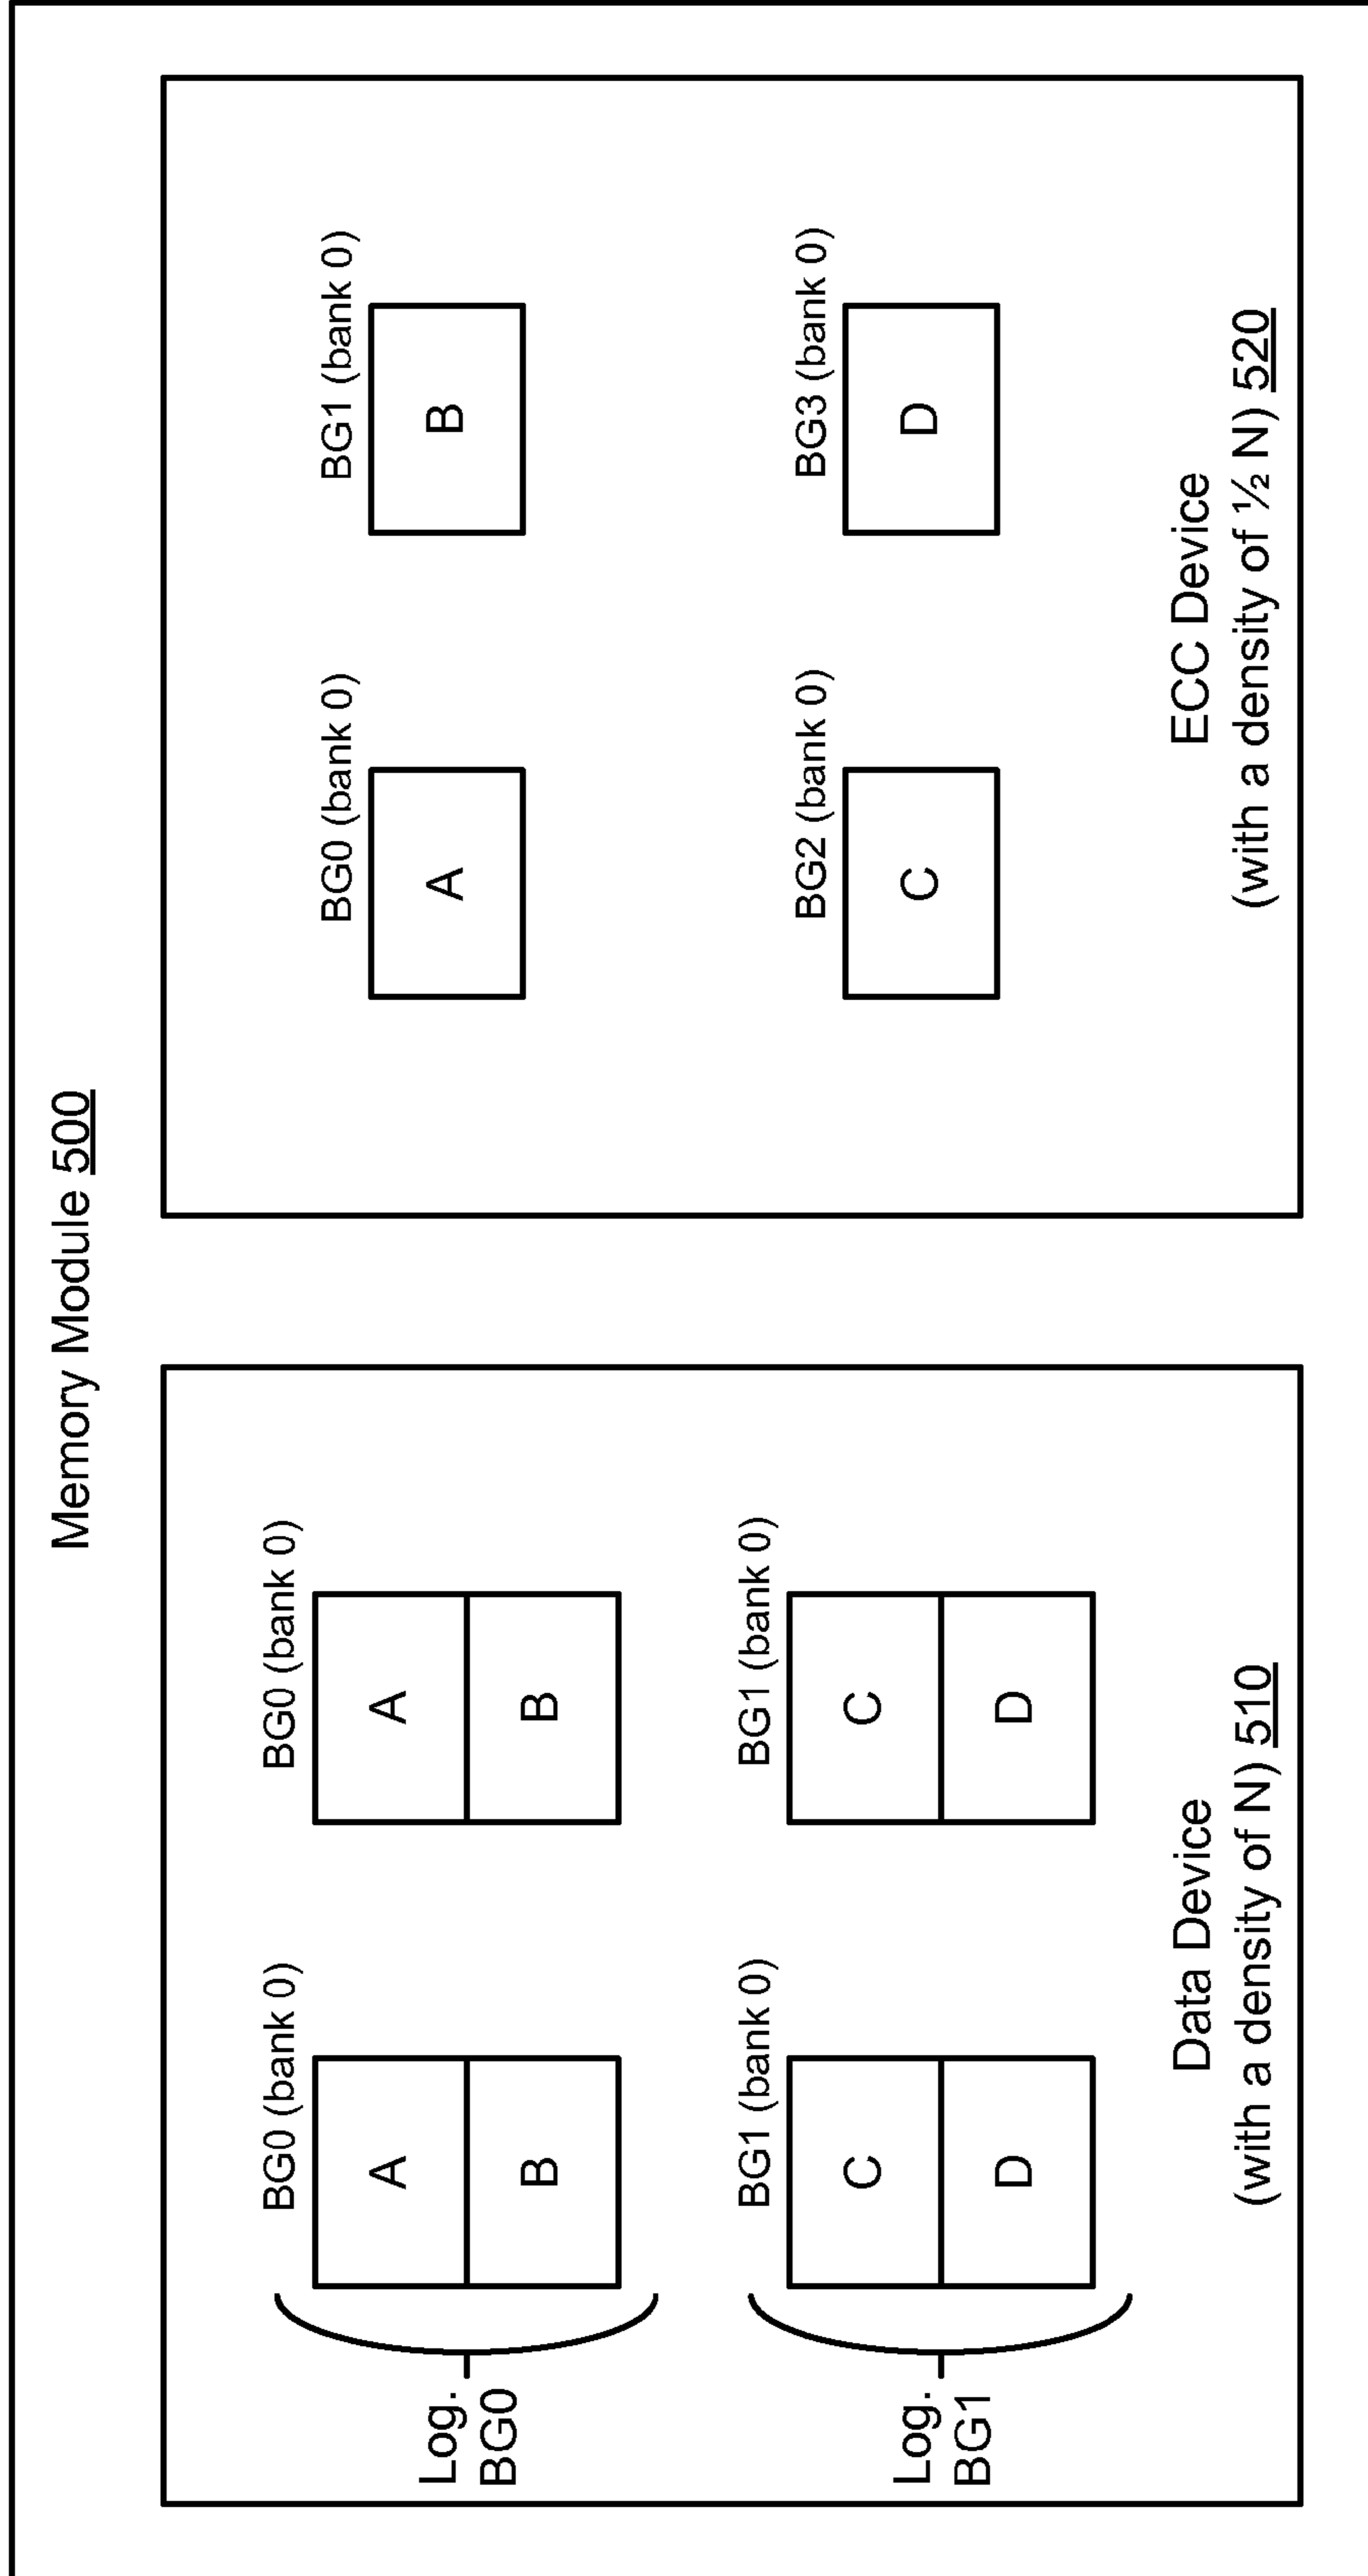 Memory Module 500
Log.
BG0
BG0 (bank 0)
A
B
BG0 (bank 0)
A
B
Log.
BG1
BG1 (bank 0)
C
D
BG1 (bank 0)
C
D
Data Device
(with a density of N) 510
BG0 (bank 0)
A
BG1 (bank 0)
B
BG2 (bank 0)
C
BG3 (bank 0)
D
ECC Device
(with a density of ½ N) 520